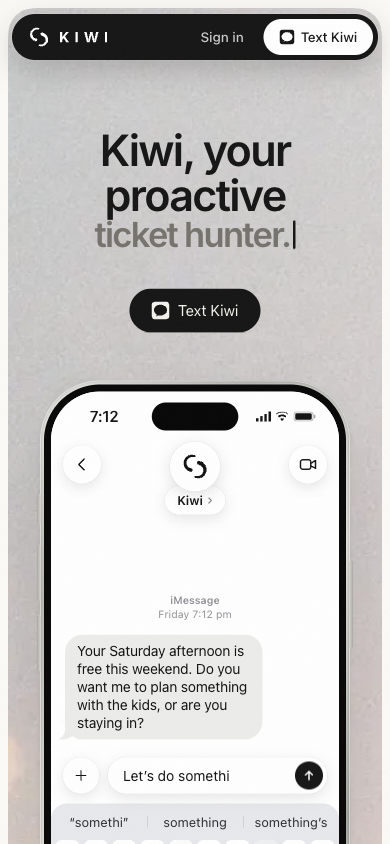 KIWI
Sign in
Text Kiwi
Kiwi, your
proactive
ticket hunter.
Text Kiwi
7:12
Kiwi
iMessage
Friday 7:12 pm
Your Saturday afternoon is
free this weekend. Do you
want me to plan something
with the kids, or are you
staying in?
Let's do somethi
"somethi" something something's